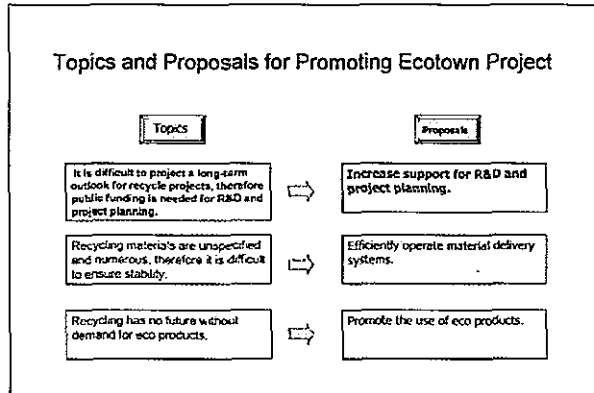 Topics and Proposals for Promoting Ecotown Project
Topics
Proposals
It is difficult to project a long-term
outlook for recycle projects, therefore
public funding is needed for R&D and
project planning.
Increase support for R&D and
project planning.
Recycling materials are unspecified
and numerous, therefore it is difficult
to ensure stability.
Efficiently operate material delivery
systems.
Recycling has no future without
demand for eco products.
Promote the use of eco products.